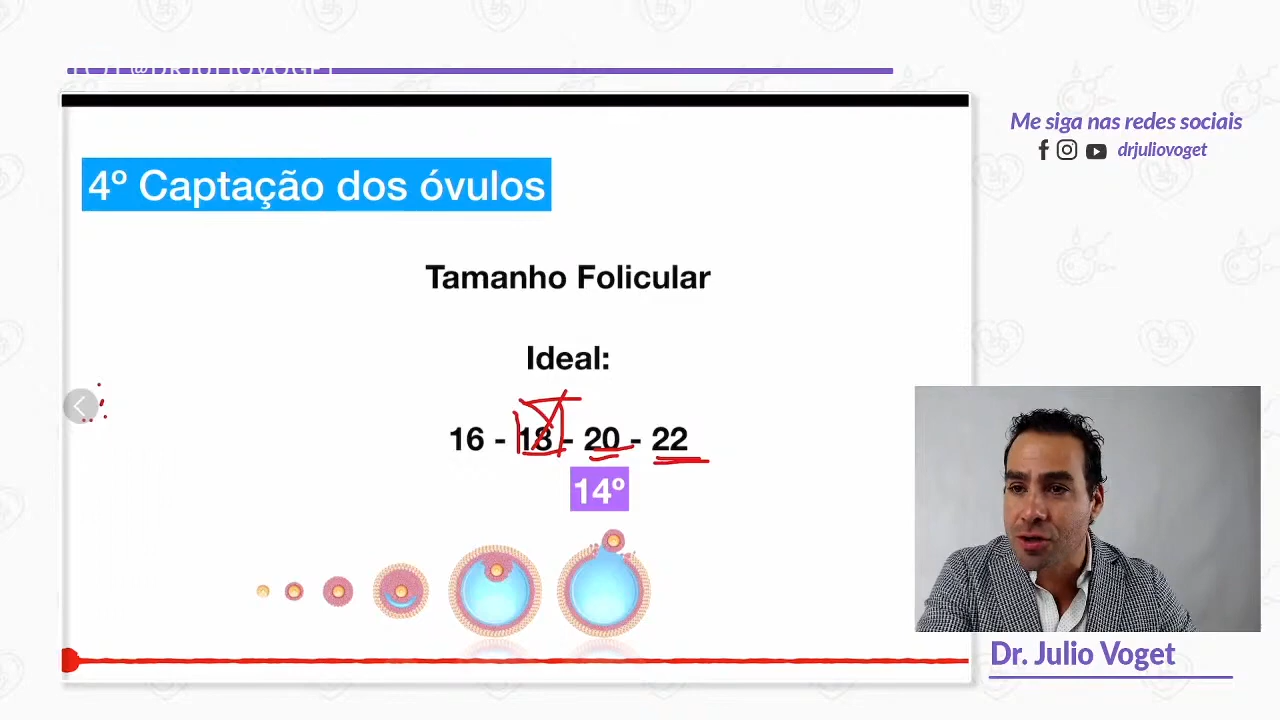 @DRJULIOVOGET
Me siga nas redes sociais
drjuliovoget
4º Captação dos óvulos
Tamanho Folicular
Ideal:
16 - 18 - 20 - 22
14º
Dr. Julio Voget